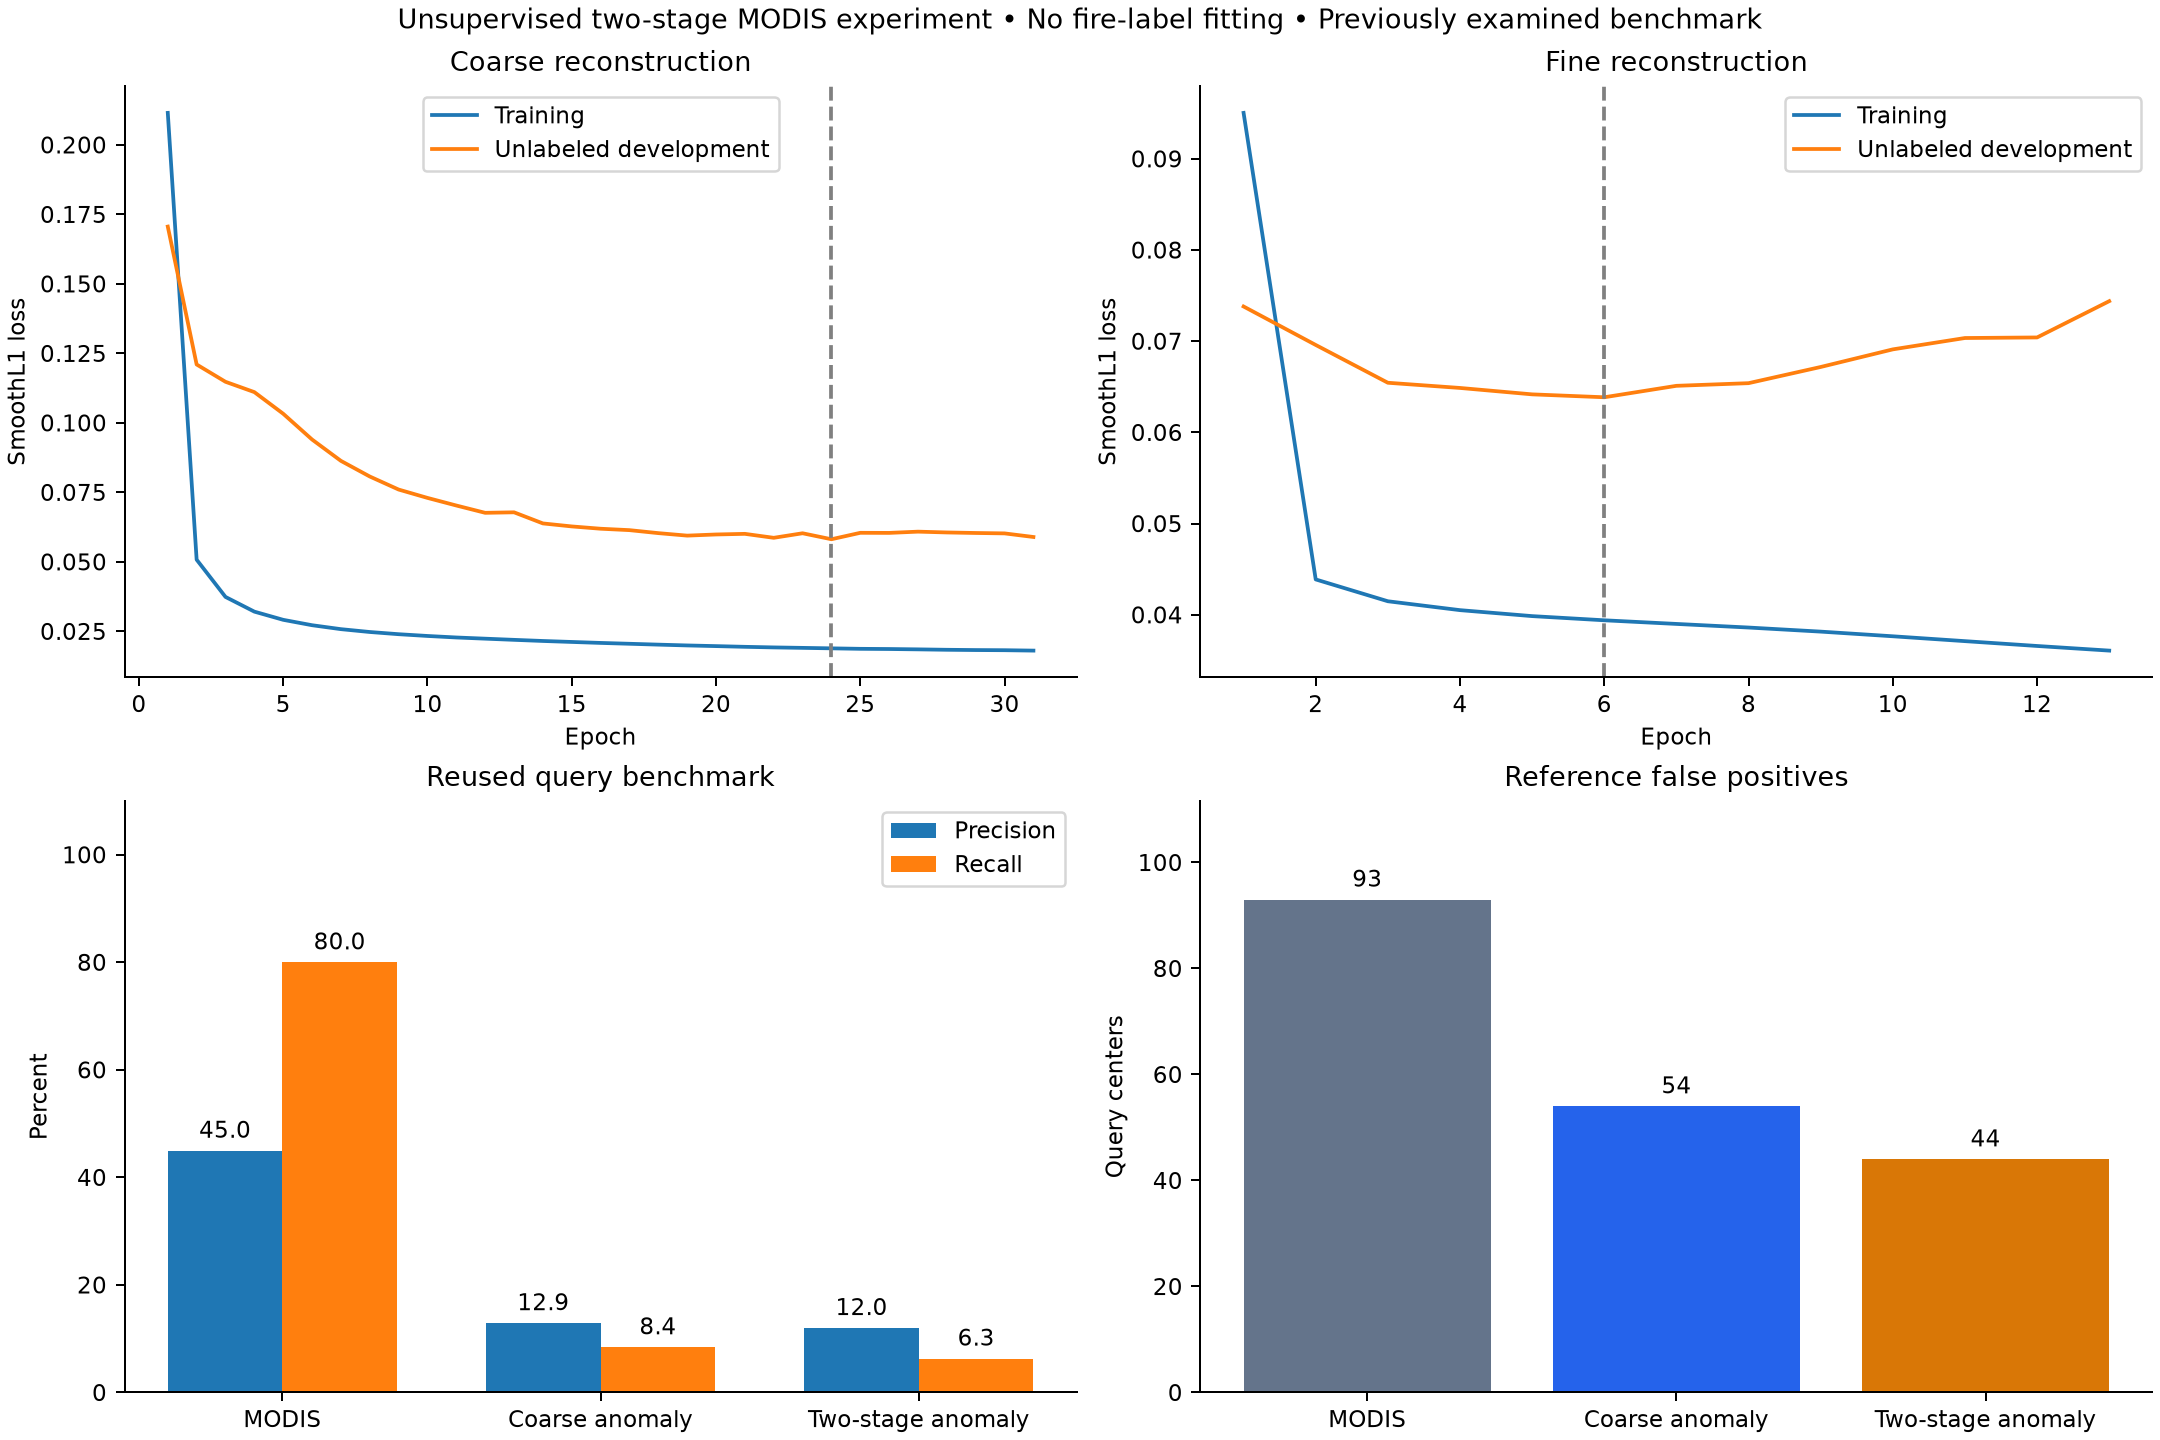 Unsupervised two-stage MODIS experiment • No fire-label fitting • Previously examined benchmark
Coarse reconstruction
Training
Unlabeled development
SmoothL1 loss
0.200
0.175
0.150
0.125
0.100
0.075
0.050
0.025
0 5 10 15 20 25 30
Epoch
Fine reconstruction
Training
Unlabeled development
SmoothL1 loss
0.09
0.08
0.07
0.06
0.05
0.04
2 4 6 8 10 12
Epoch
Reused query benchmark
Precision
Recall
Percent
100
80
60
40
20
0
45.0
80.0
12.9
8.4
12.0
6.3
MODIS Coarse anomaly Two-stage anomaly
Reference false positives
Query centers
100
80
60
40
20
0
93
54
44
MODIS Coarse anomaly Two-stage anomaly